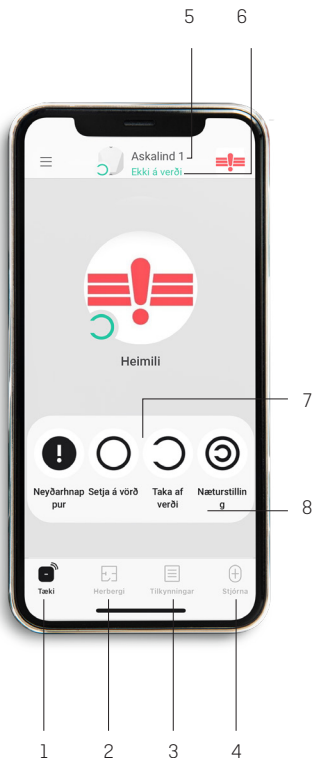 5 6
Askalind 1
Ekki á verði
Heimili
7
Neyðarhnap Setja á vörð Taka af Næturstillin
pur verði g
8
Tæki Herbergi Tilkynningar Stjórna
1 2 3 4